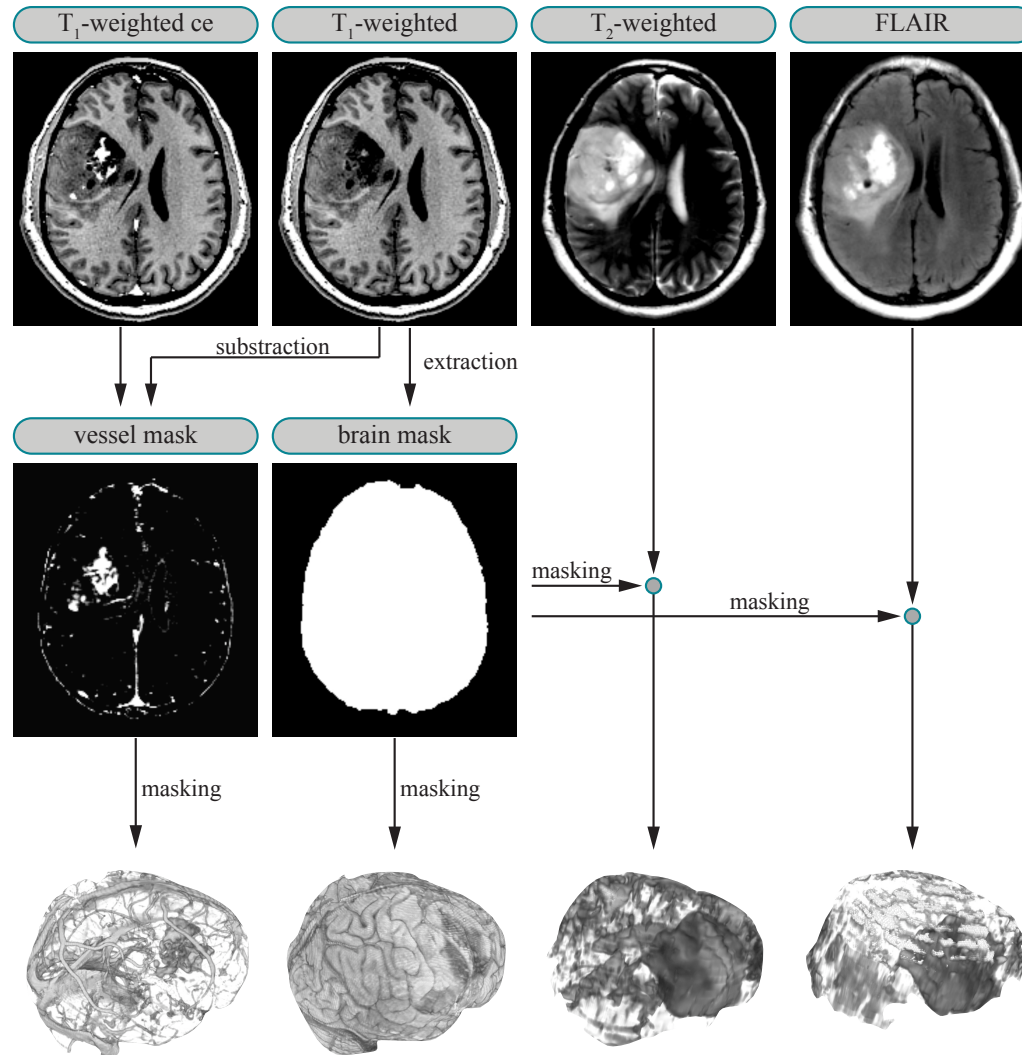 T₁-weighted ce
T₁-weighted
T₂-weighted
FLAIR
substraction
extraction
vessel mask
brain mask
masking
masking
masking
masking